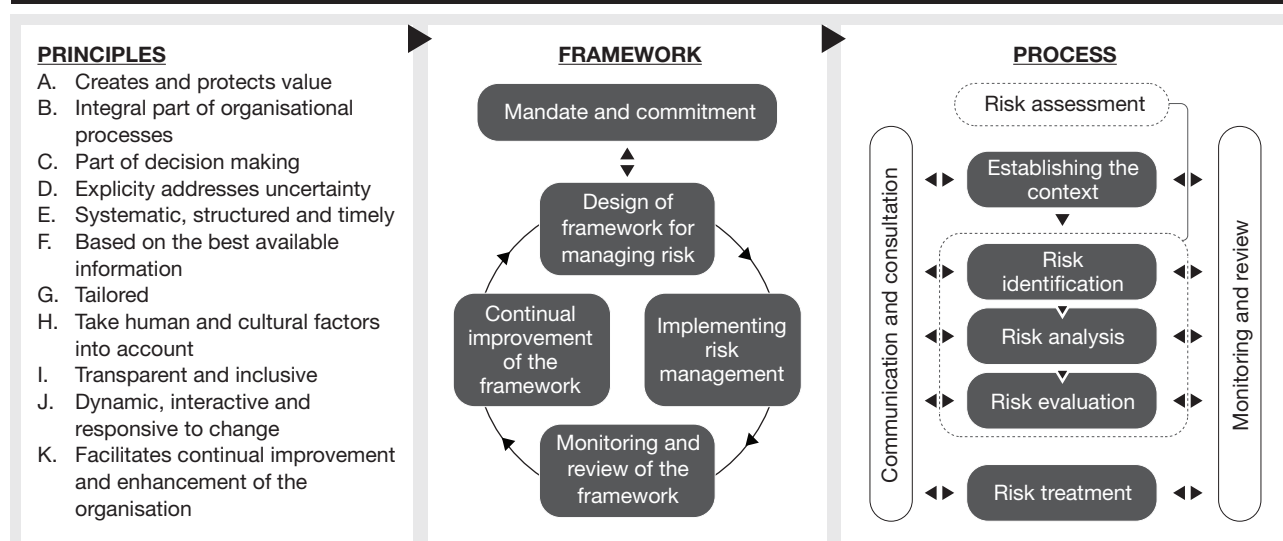 PRINCIPLES
A. Creates and protects value
B. Integral part of organisational
processes
C. Part of decision making
D. Explicity addresses uncertainty
E. Systematic, structured and timely
F. Based on the best available
information
G. Tailored
H. Take human and cultural factors
into account
I. Transparent and inclusive
J. Dynamic, interactive and
responsive to change
K. Facilitates continual improvement
and enhancement of the
organisation
FRAMEWORK
Mandate and commitment
Design of
framework for
managing risk
Continual
improvement
of the
framework
Implementing
risk
management
Monitoring and
review of the
framework
PROCESS
Risk assessment
Communication and consultation
Establishing the
context
Risk
identification
Risk analysis
Risk evaluation
Risk treatment
Monitoring and review